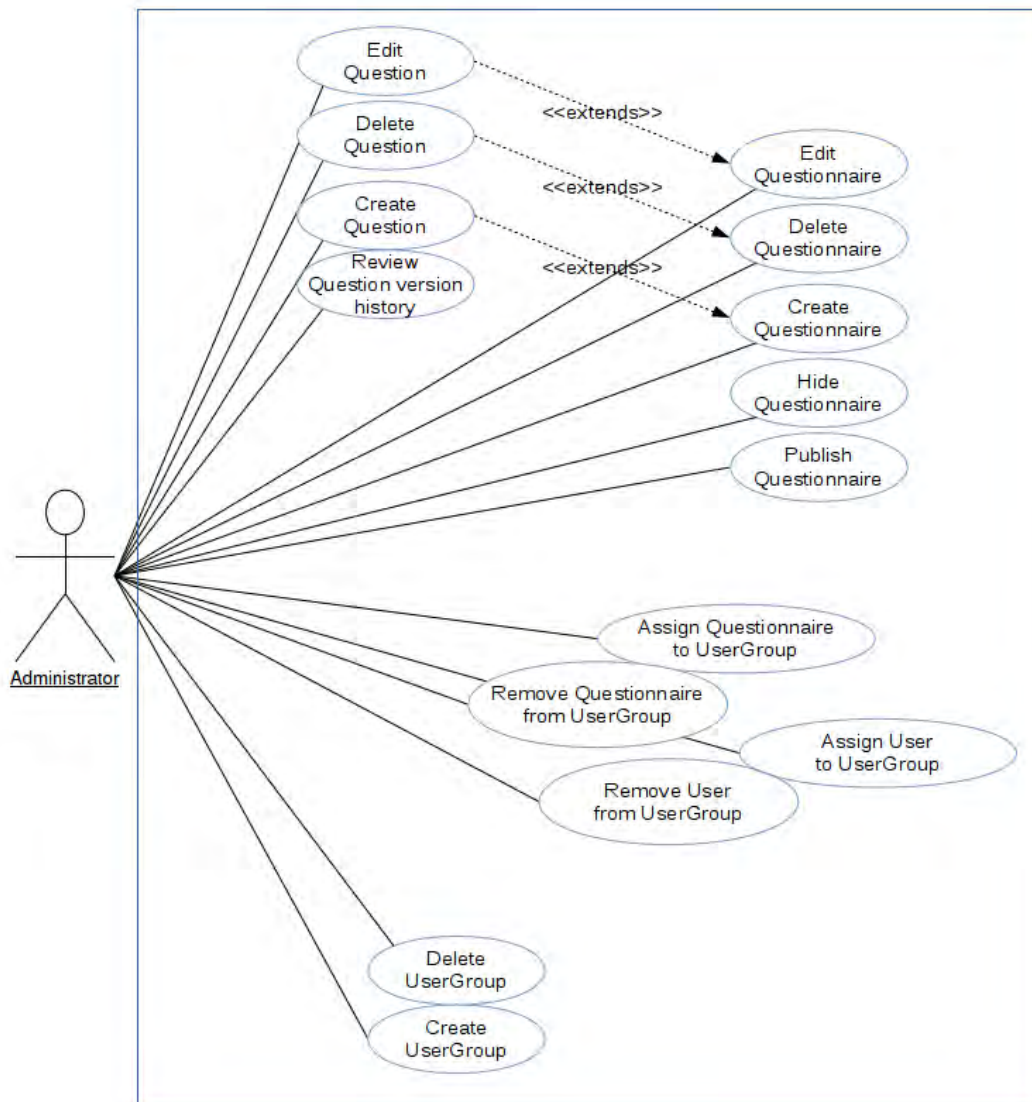 Edit
Question
<<extends>>
Delete
Question
Edit
Questionnaire
<<extends>>
Create
Question
Delete
Questionnaire
Review
Question version
history
<<extends>>
Create
Questionnaire
Hide
Questionnaire
Publish
Questionnaire
Administrator
Assign Questionnaire
to UserGroup
Remove Questionnaire
from UserGroup
Assign User
to UserGroup
Remove User
from UserGroup
Delete
UserGroup
Create
UserGroup